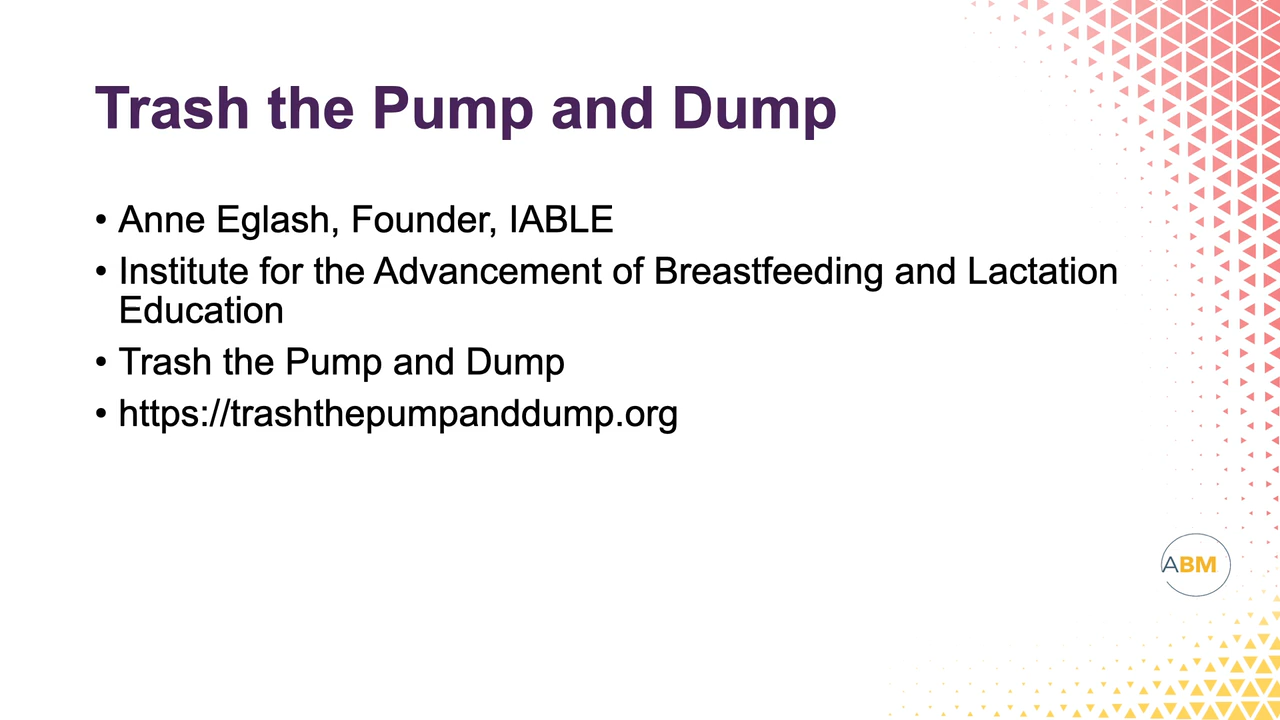 Trash the Pump and Dump
• Anne Eglash, Founder, IABLE
• Institute for the Advancement of Breastfeeding and Lactation
Education
• Trash the Pump and Dump
• https://trashthepumpanddump.org
ABM